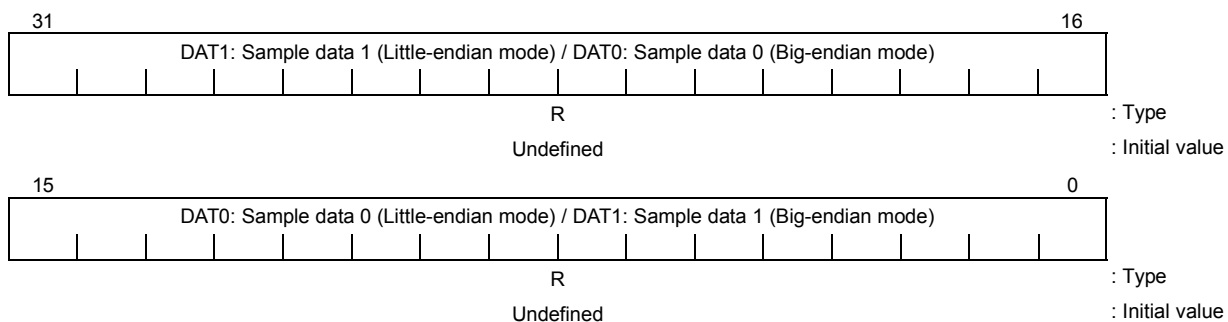 31 16
DAT1: Sample data 1 (Little-endian mode) / DAT0: Sample data 0 (Big-endian mode)
R : Type
Undefined : Initial value
15 0
DAT0: Sample data 0 (Little-endian mode) / DAT1: Sample data 1 (Big-endian mode)
R : Type
Undefined : Initial value